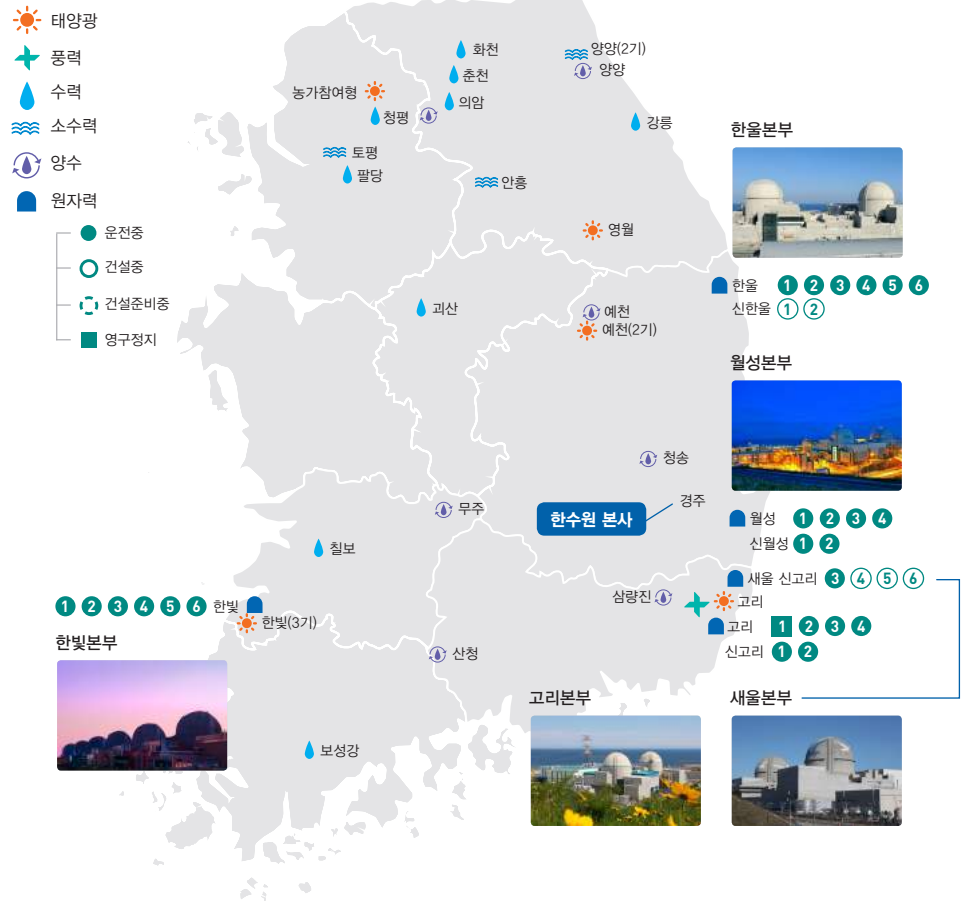 태양광
풍력
수력
소수력
양수
원자력
운전중
건설중
건설준비중
영구정지
화천
춘천
의암
양양(2기)
양양
농가참여형
청평
강릉
토평
팔당
안흥
영월
괴산
예천
예천(2기)
청송
경주
한수원 본사
무주
칠보
삼량진
산청
보성강
한울본부
한울 1 2 3 4 5 6
신한울 1 2
월성본부
월성 1 2 3 4
신월성 1 2
새울 신고리 3 4 5 6
고리
고리 1 2 3 4
신고리 1 2
1 2 3 4 5 6 한빛
한빛(3기)
한빛본부
고리본부
새울본부